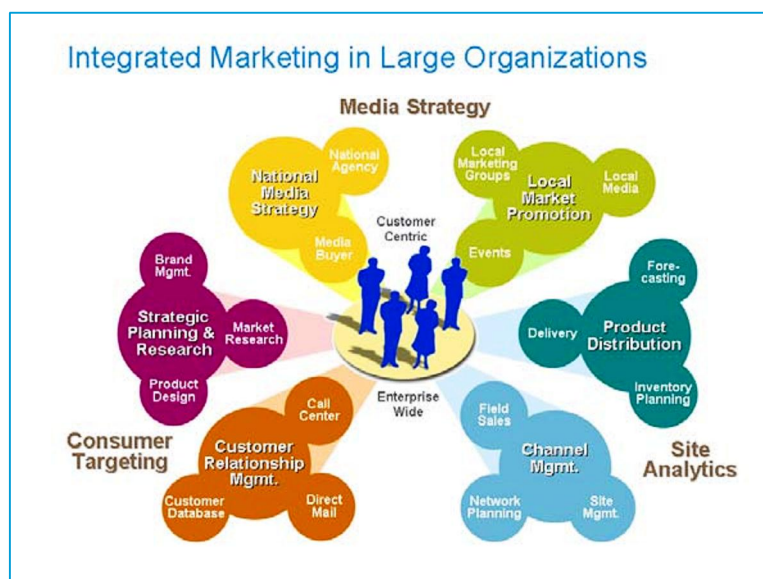 Integrated Marketing in Large Organizations
Media Strategy
National
Agency
National
Media
Strategy
Media
Buyer
Customer
Centric
Local
Marketing
Groups
Local
Media
Local
Market
Promotion
Events
Brand
Mgmt.
Strategic
Planning &
Research
Market
Research
Product
Design
Fore-
casting
Delivery
Product
Distribution
Inventory
Planning
Enterprise
Wide
Consumer
Targeting
Call
Center
Customer
Relationship
Mgmt.
Customer
Database
Direct
Mail
Field
Sales
Channel
Mgmt.
Network
Planning
Site
Mgmt.
Site
Analytics